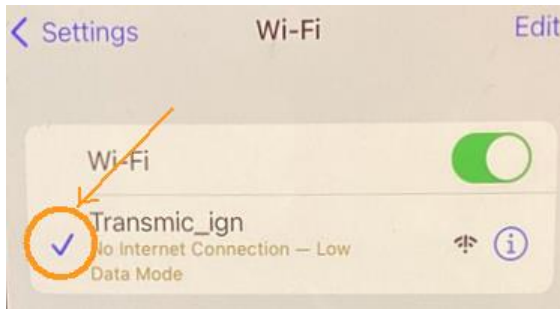 Settings
Wi-Fi
Edit
Wi-Fi
Transmic_ign
No Internet Connection — Low
Data Mode